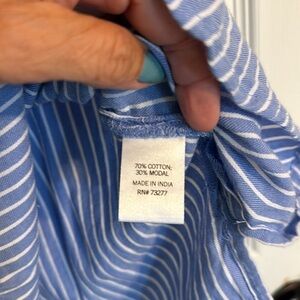 70% COTTON;
30% MODAL
MADE IN INDIA
RN# 73277